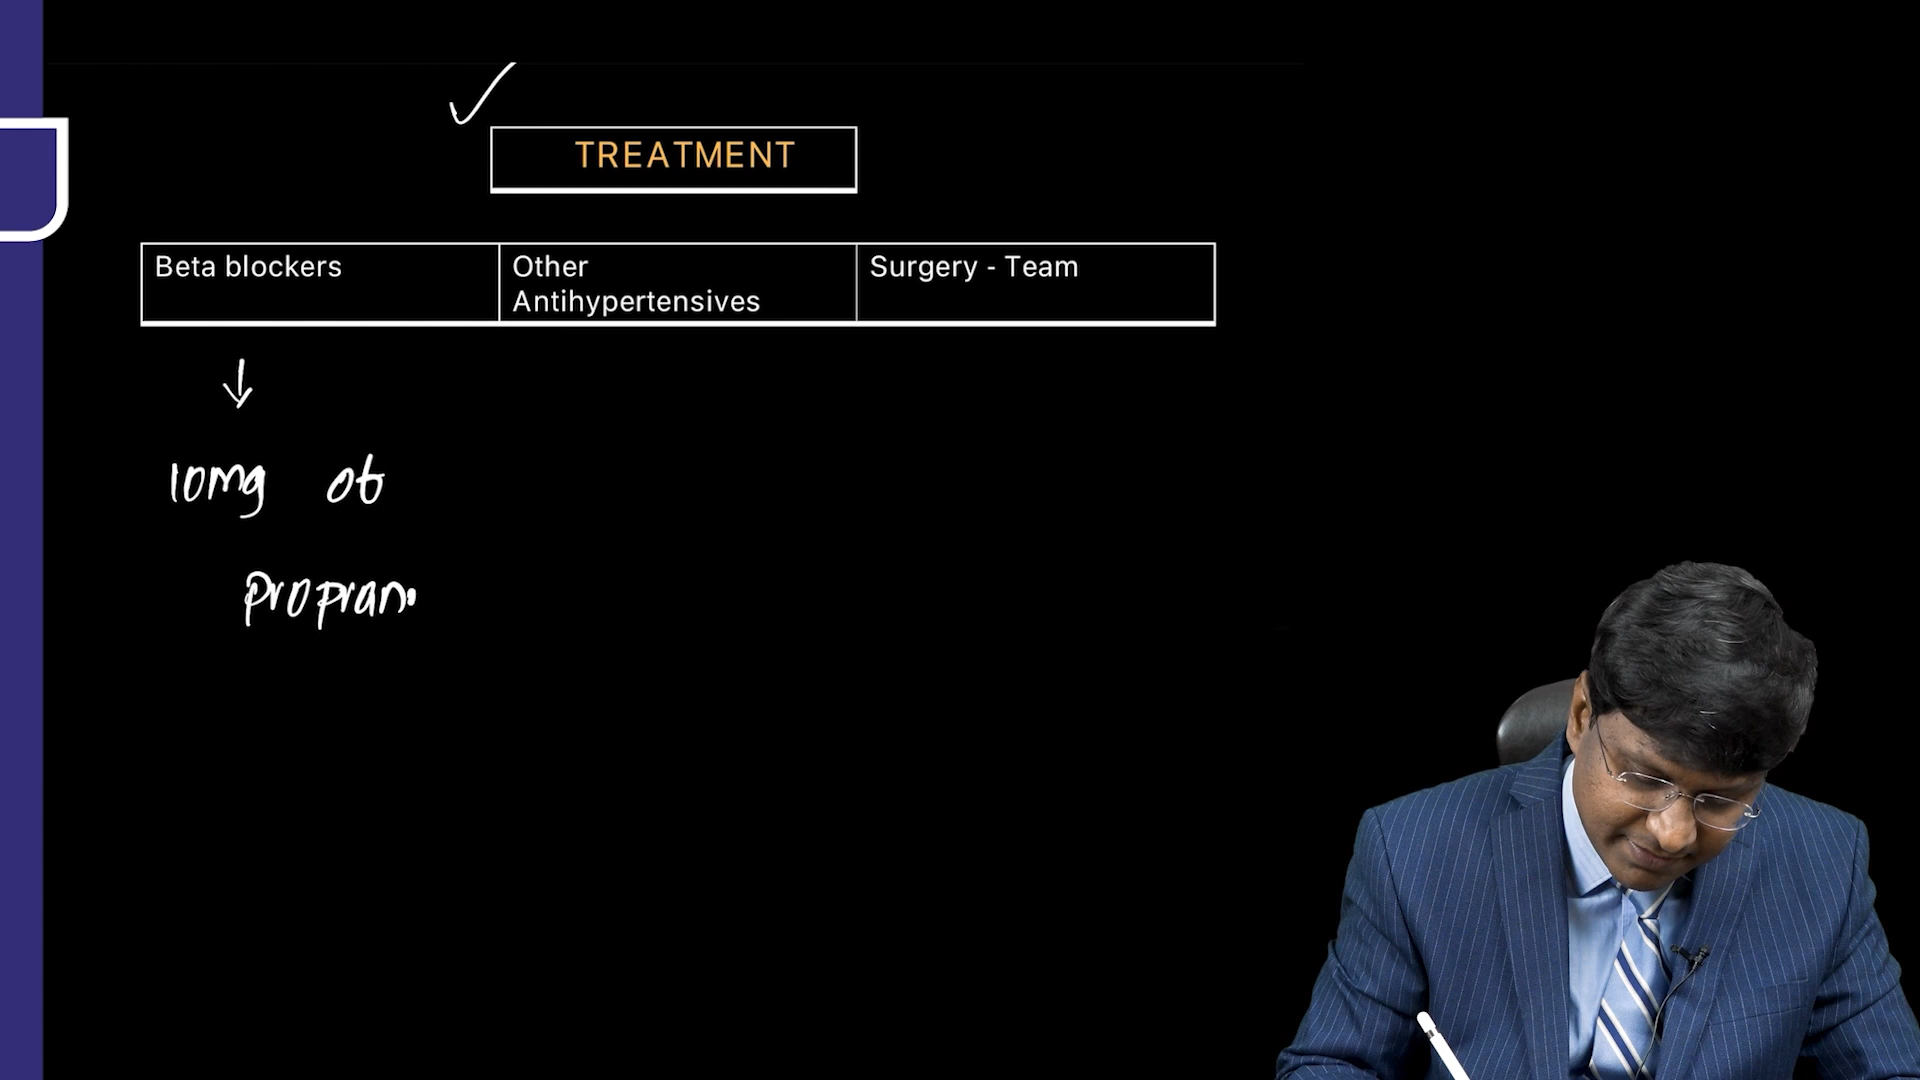 TREATMENT
Beta blockers
Other
Antihypertensives
Surgery - Team
10mg of
propran